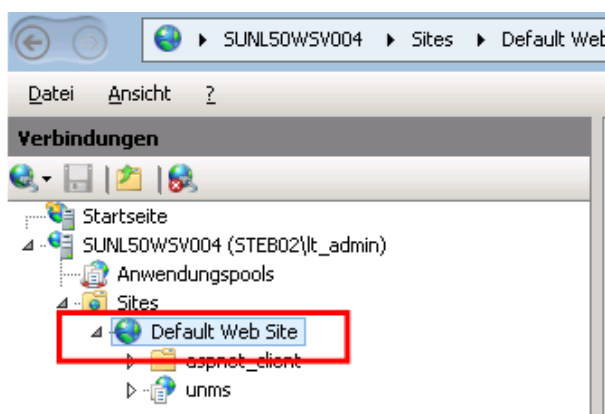 SUNL50WSV004 Sites Default Web
Datei Ansicht ?
Verbindungen
Startseite
SUNL50WSV004 (STEB02\lt_admin)
Anwendungspools
Sites
Default Web Site
aspnet_client
unms